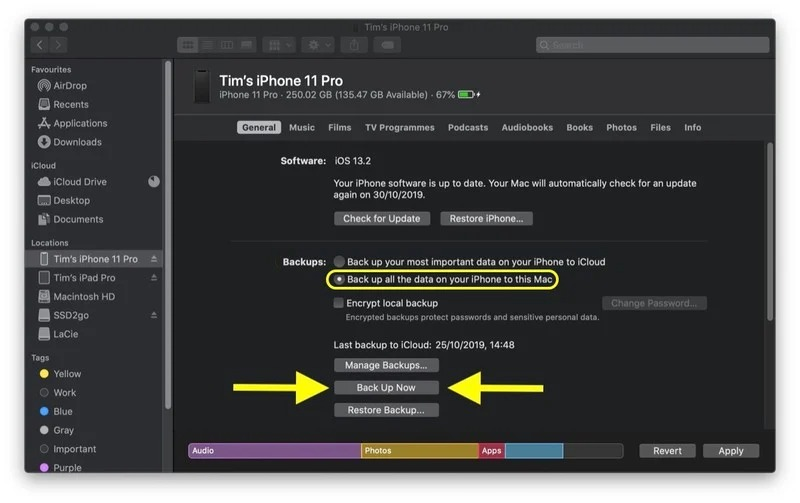 Tim's iPhone 11 Pro
Search
Favourites
AirDrop
Recents
Applications
Downloads
iCloud
iCloud Drive
Desktop
Documents
Locations
Tim's iPhone 11 Pro
Tim's iPad Pro
Macintosh HD
SSD2go
LaCie
Tags
Yellow
Work
Blue
Gray
Important
Purple
Tim's iPhone 11 Pro
iPhone 11 Pro · 250.02 GB (135.47 GB Available) · 67%
General Music Films TV Programmes Podcasts Audiobooks Books Photos Files Info
Software: iOS 13.2
Your iPhone software is up to date. Your Mac will automatically check for an update
again on 30/10/2019.
Check for Update Restore iPhone...
Backups: Back up your most important data on your iPhone to iCloud
Back up all the data on your iPhone to this Mac
Encrypt local backup Change Password...
Encrypted backups protect passwords and sensitive personal data.
Last backup to iCloud: 25/10/2019, 14:48
Manage Backups...
Back Up Now
Restore Backup...
Audio Photos Apps Revert Apply